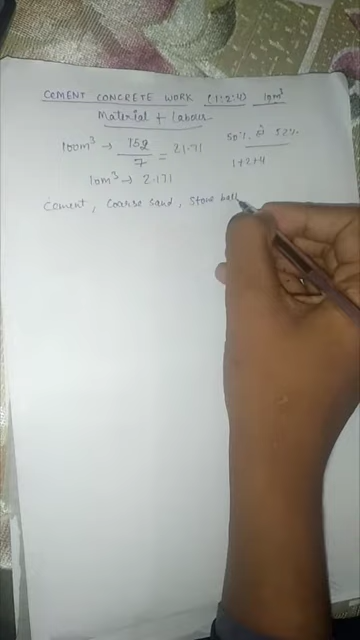 CEMENT CONCRETE WORK (1:2:4) 10m³
Material + Labour
100m³ → 152/7 = 21.71
50% of 52%
1+2+4
10m³ → 2.171
Cement, Coarse sand, Stone ball